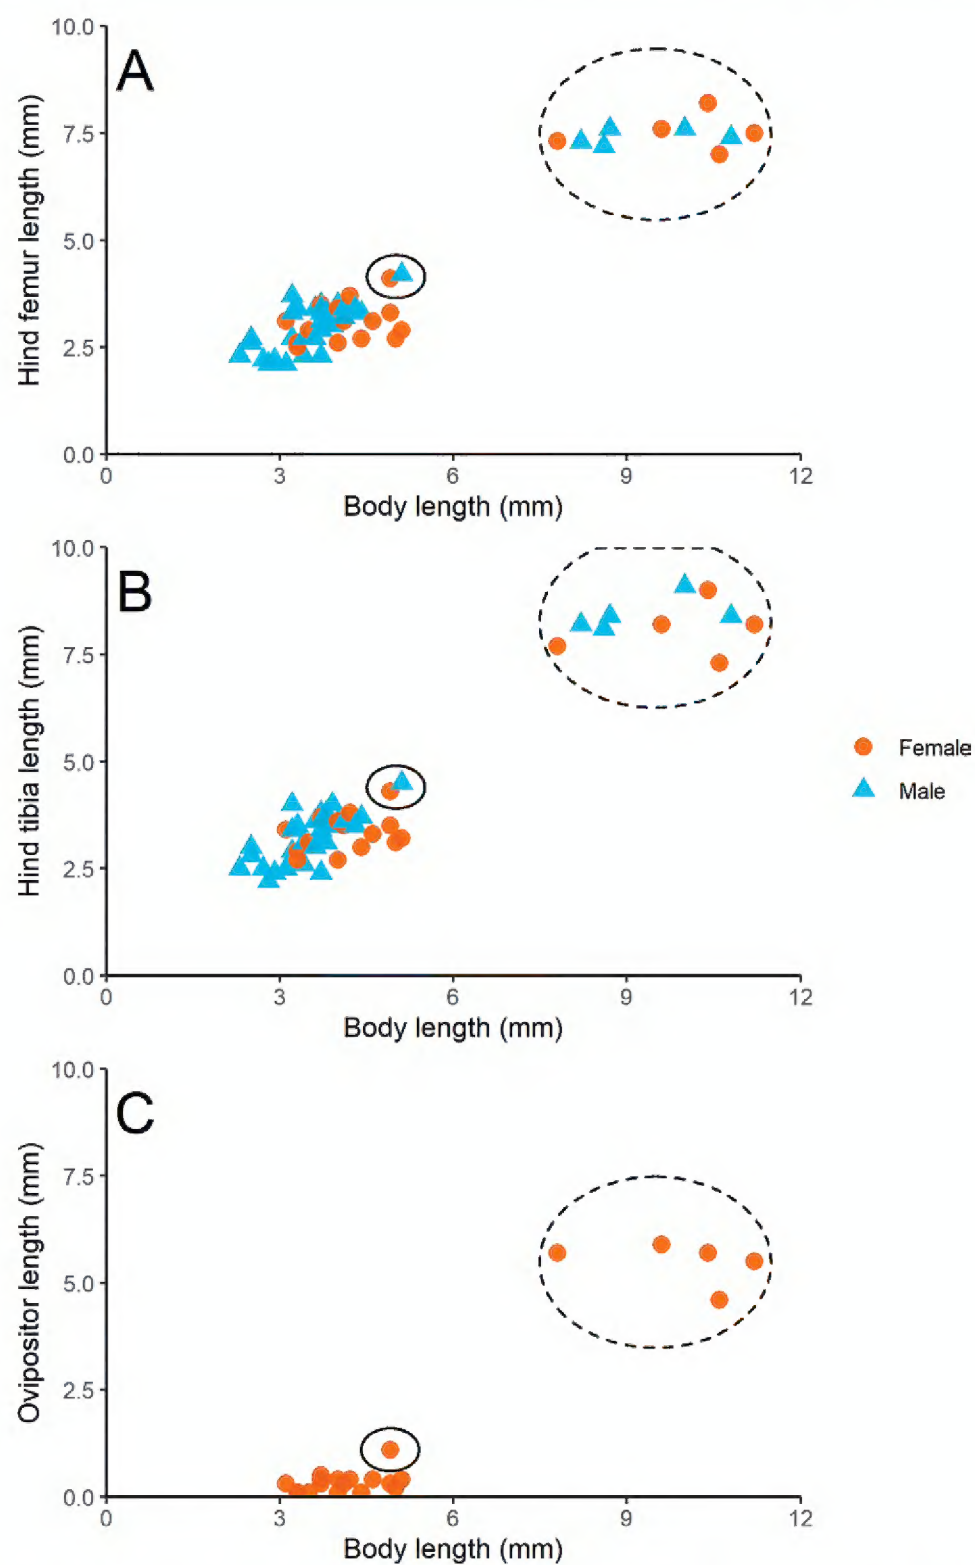 10.0
A
7.5
5.0
2.5
0.0
Hind femur length (mm)
0 3 6 9 12
Body length (mm)
10.0
B
7.5
5.0
2.5
0.0
Hind tibia length (mm)
0 3 6 9 12
Body length (mm)
Female
Male
10.0
C
7.5
5.0
2.5
0.0
Ovipositor length (mm)
0 3 6 9 12
Body length (mm)